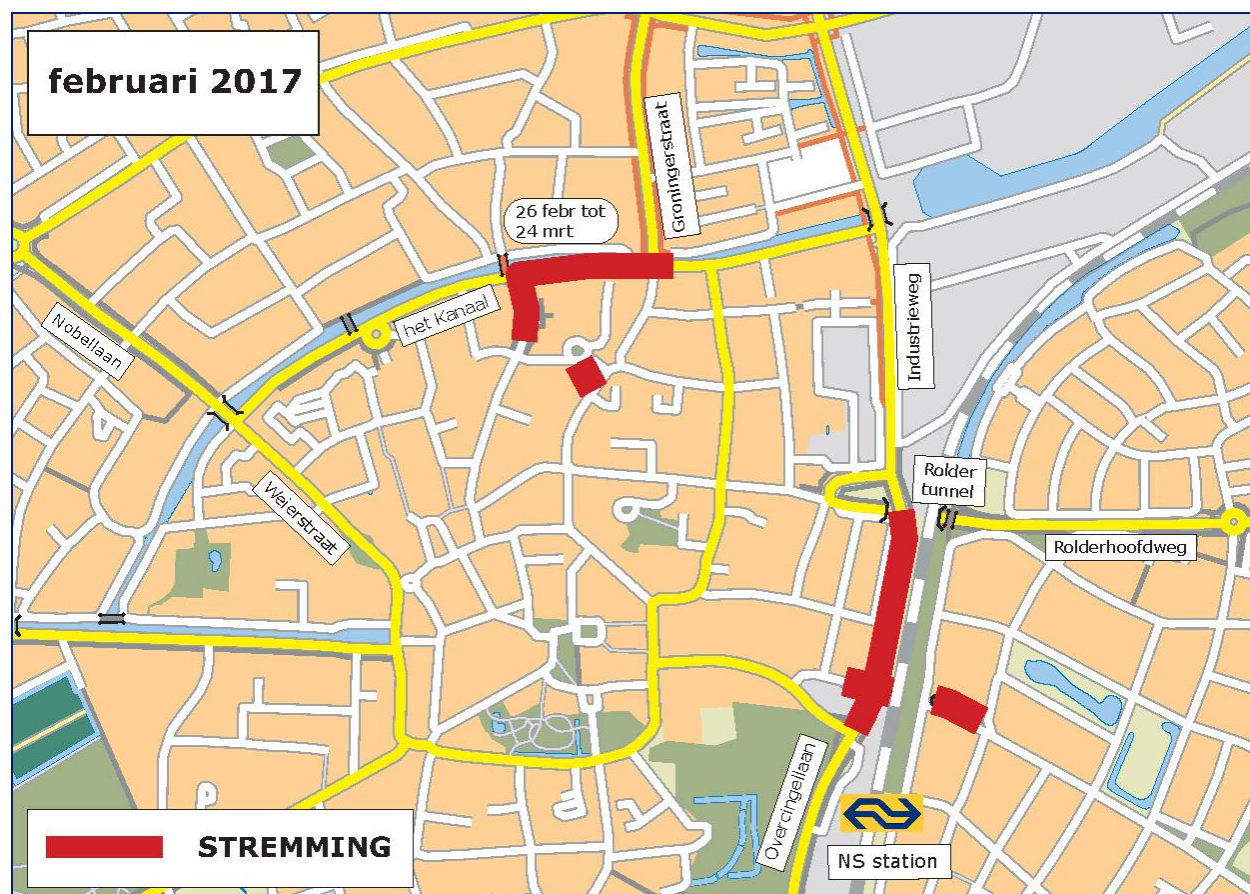 februari 2017
Groningerstraat
26 febr tot
24 mrt
het Kanaal
Nobellaan
Industrieweg
Weierstraat
Rolder
tunnel
Rolderhoofdweg
Overcingellaan
NS station
STREMMING